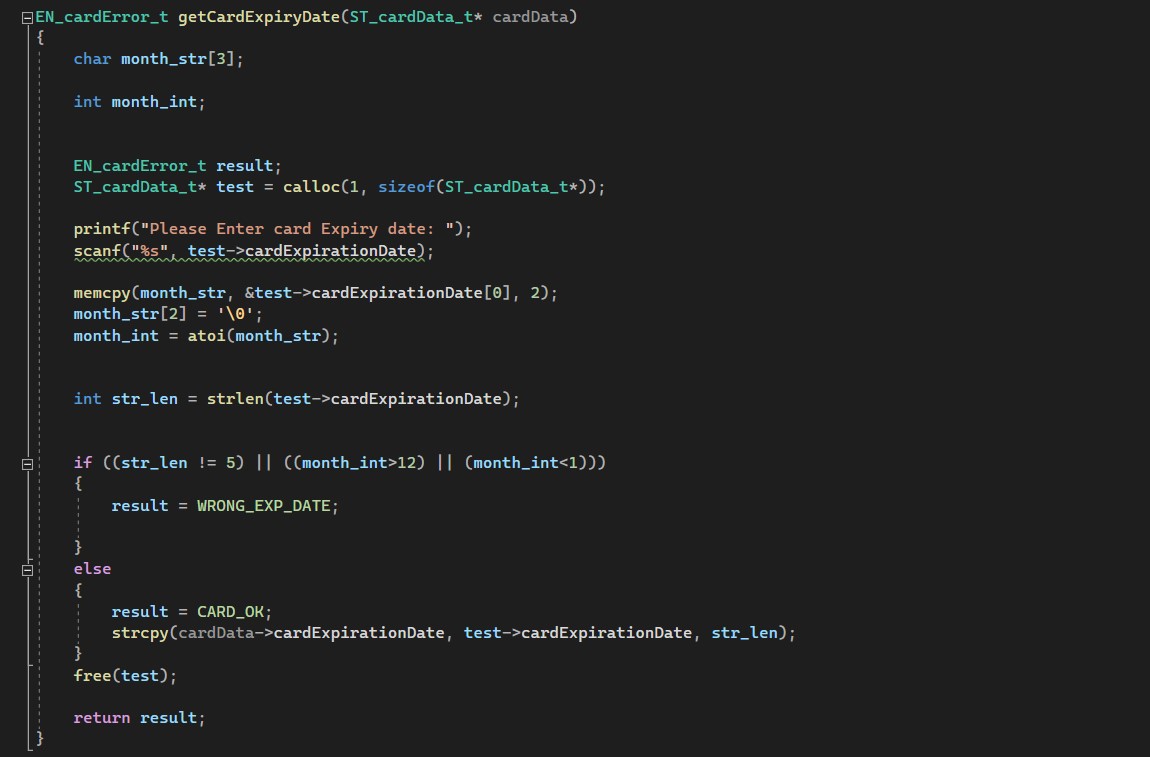 EN_cardError_t getCardExpiryDate(ST_cardData_t* cardData)
{
    char month_str[3];
    int month_int;
    EN_cardError_t result;
    ST_cardData_t* test = calloc(1, sizeof(ST_cardData_t*));
    printf("Please Enter card Expiry date: ");
    scanf("%s", test->cardExpirationDate);
    memcpy(month_str, &test->cardExpirationDate[0], 2);
    month_str[2] = '\0';
    month_int = atoi(month_str);
    int str_len = strlen(test->cardExpirationDate);
    if ((str_len != 5) || ((month_int>12) || (month_int<1)))
    {
        result = WRONG_EXP_DATE;
    }
    else
    {
        result = CARD_OK;
        strcpy(cardData->cardExpirationDate, test->cardExpirationDate, str_len);
    }
    free(test);
    return result;
}